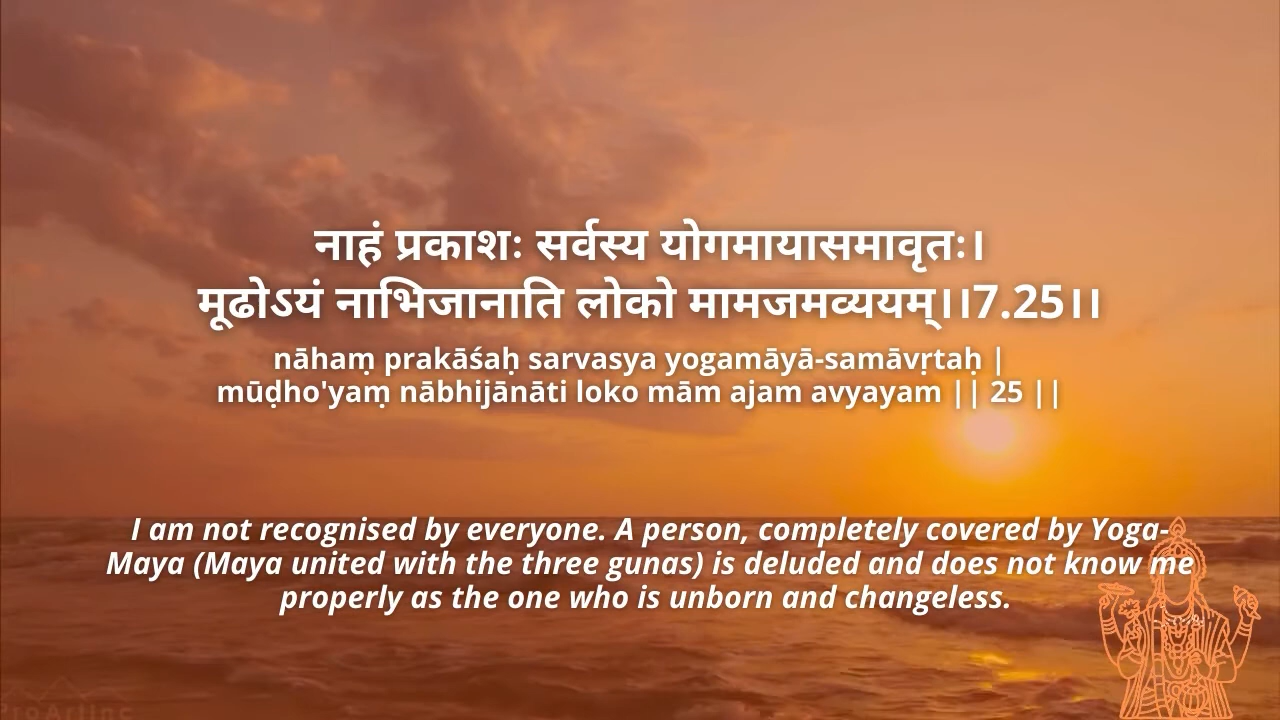 नाहं प्रकाशः सर्वस्य योगमायासमावृतः।
मूढोऽयं नाभिजानाति लोको मामजमव्ययम्।।7.25।।
nāhaṃ prakāśaḥ sarvasya yogamāyā-samāvṛtaḥ |
mūḍho'yaṃ nābhijānāti loko mām ajam avyayam || 25 ||
I am not recognised by everyone. A person, completely covered by Yoga-
Maya (Maya united with the three gunas) is deluded and does not know me
properly as the one who is unborn and changeless.
ProArtInc